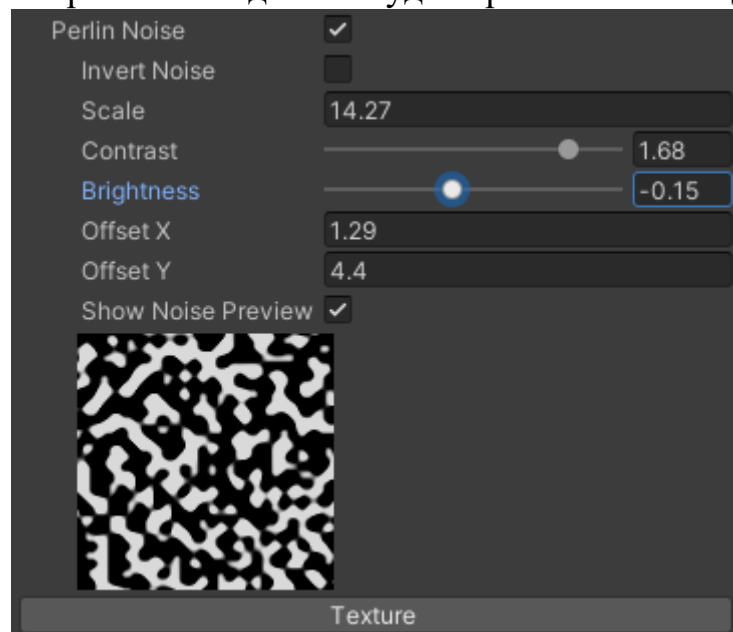 Perlin Noise
Invert Noise
Scale 14.27
Contrast 1.68
Brightness -0.15
Offset X 1.29
Offset Y 4.4
Show Noise Preview
Texture